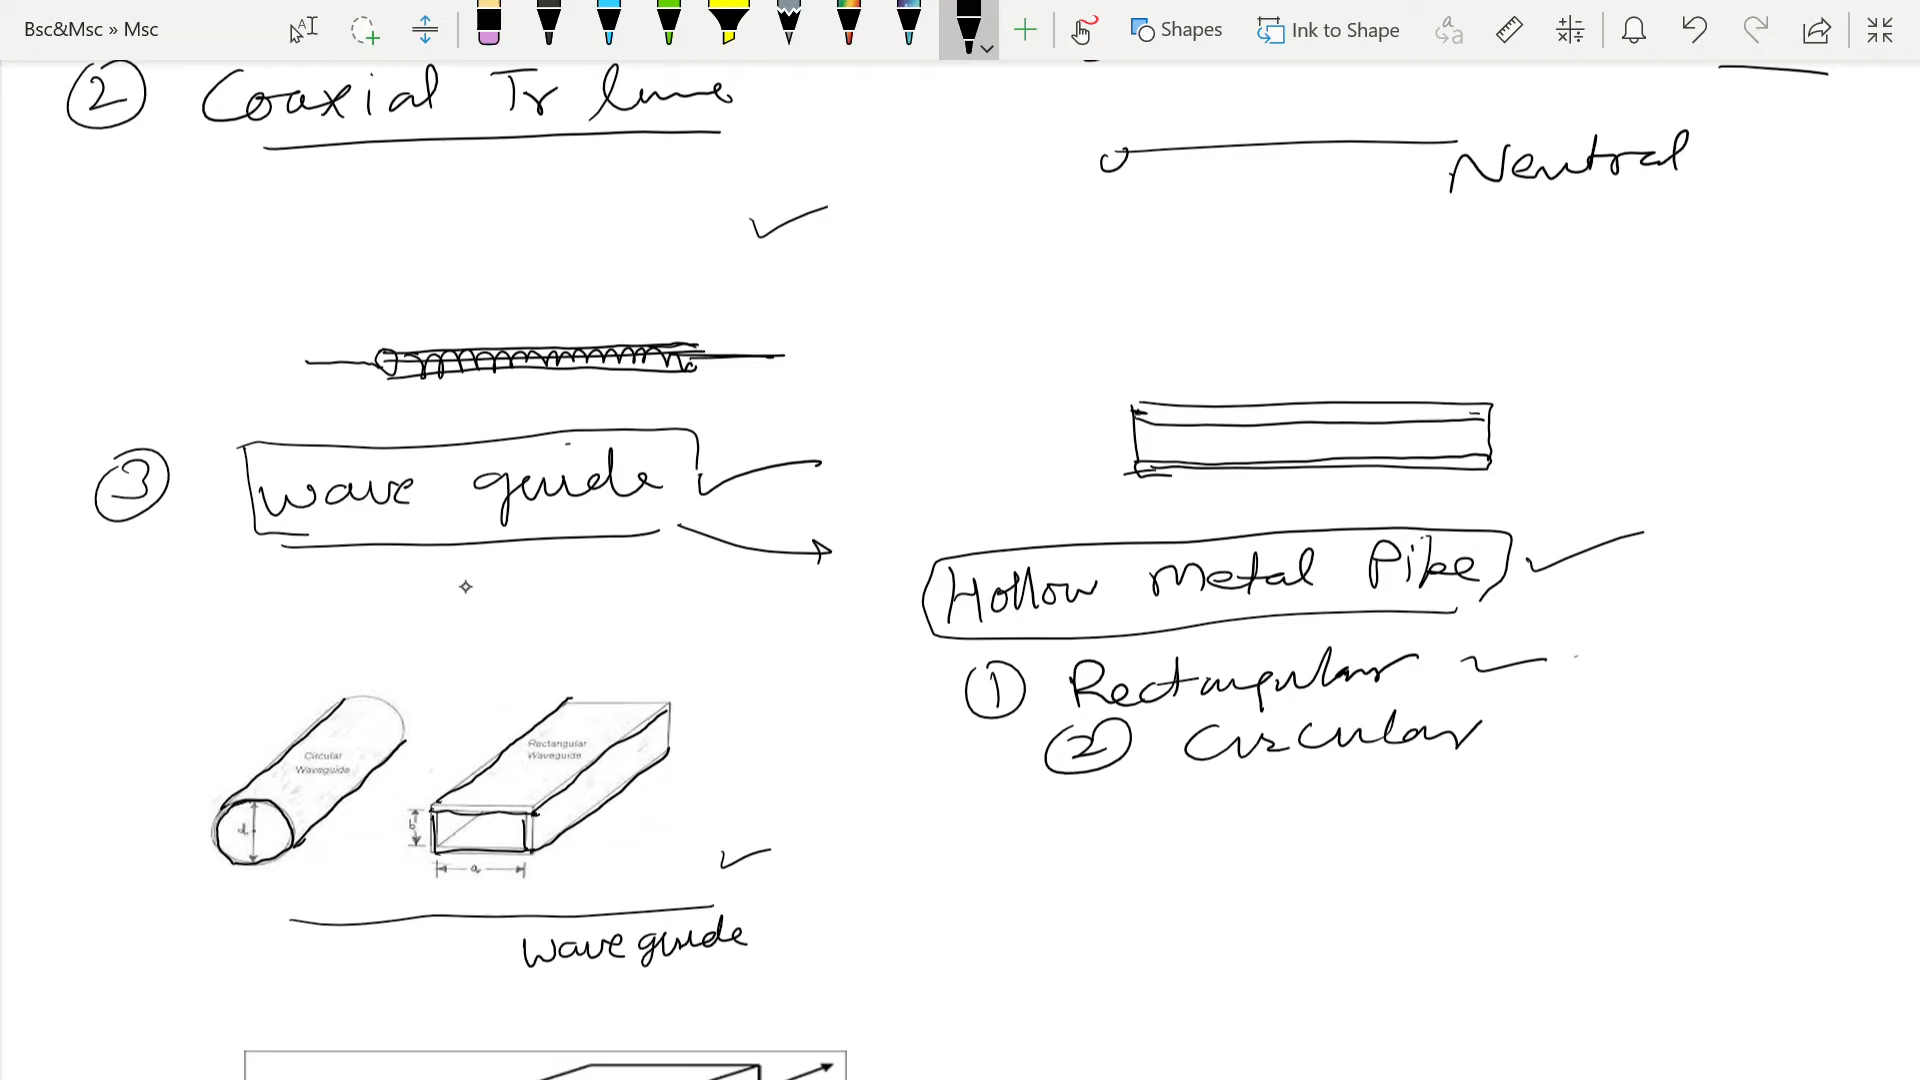 Bsc&Msc » Msc
Shapes
Ink to Shape
② Coaxial Tr line
Neutral
③ wave guide
Hollow metal Pipe
① Rectangular
② Circular
Circular
Waveguide
Rectangular
Waveguide
d
b
a
wave guide